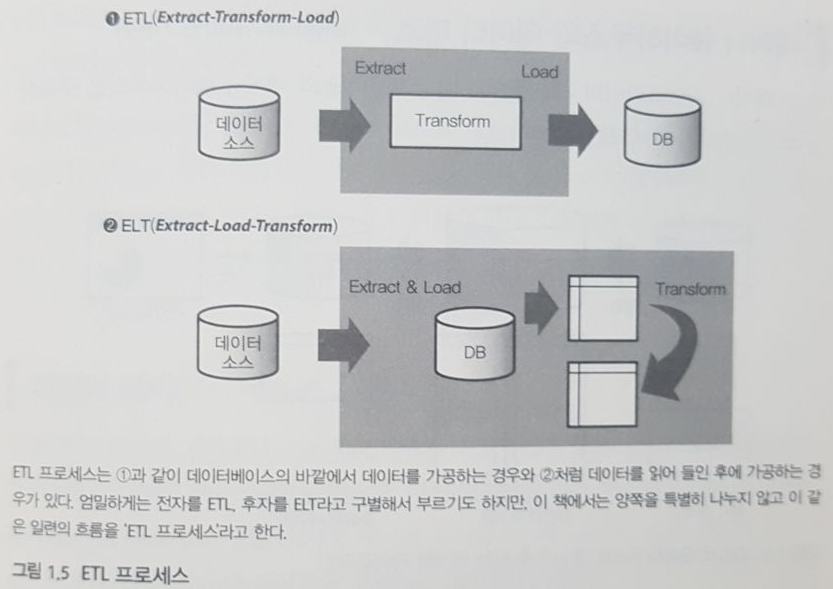 ❶ ETL(Extract-Transform-Load)
Extract
Load
데이터
소스
Transform
DB
❷ ELT(Extract-Load-Transform)
Extract & Load
Transform
데이터
소스
DB
ETL 프로세스는 ①과 같이 데이터베이스의 바깥에서 데이터를 가공하는 경우와 ②처럼 데이터를 읽어 들인 후에 가공하는 경
우가 있다. 엄밀하게는 전자를 ETL, 후자를 ELT라고 구별해서 부르기도 하지만, 이 책에서는 양쪽을 특별히 나누지 않고 이 같
은 일련의 흐름을 'ETL 프로세스'라고 한다.
그림 1.5 ETL 프로세스